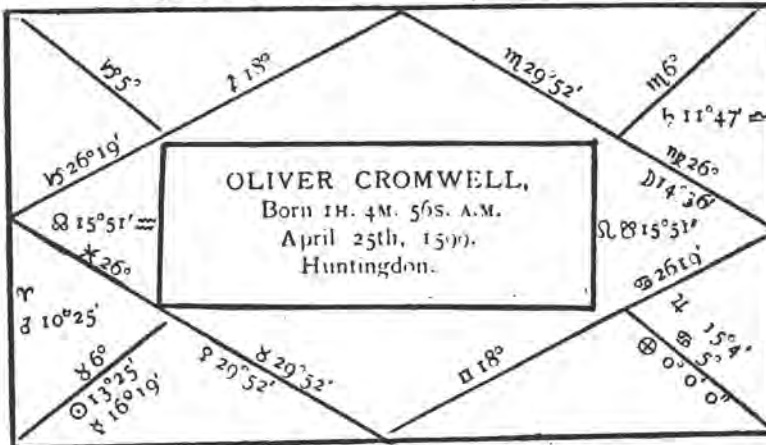 ♑5°
♐18°
♏29°52′
♏6°
♄ 11°47′ ♎
♑26°19′
♍26°
☽14°36′
OLIVER CROMWELL,
Born 1H. 4M. 56S. A.M.
April 25th, 1599.
Huntingdon.
☊ 15°51′ ♒
♌ ☋ 15°51′
♓26°
♋26 19′
♈
♂ 10°25′
♃ 15°4′
♋ 5°
⊕ 0° 0′ 0″
♉6°
☉13°25′
☿ 16°19′
♀ 29°52′
♉29°52′
♊18°